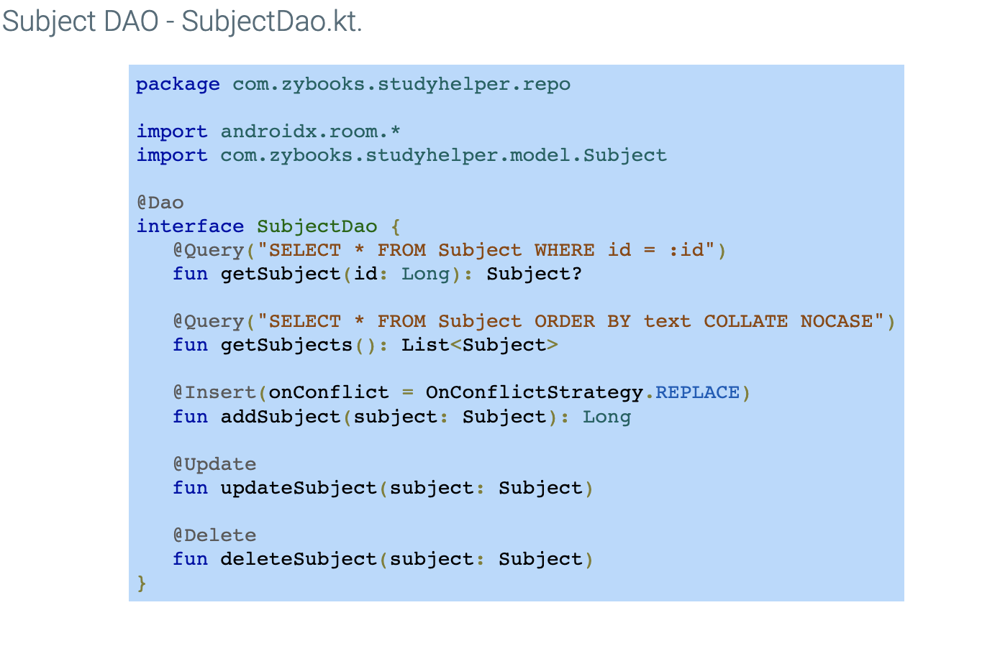 Subject DAO - SubjectDao.kt.
package com.zybooks.studyhelper.repo
import androidx.room.*
import com.zybooks.studyhelper.model.Subject
@Dao
interface SubjectDao {
@Query("SELECT * FROM Subject WHERE id = :id")
fun getSubject(id: Long): Subject?
@Query("SELECT * FROM Subject ORDER BY text COLLATE NOCASE")
fun getSubjects(): List<Subject>
@Insert(onConflict = OnConflictStrategy.REPLACE)
fun addSubject(subject: Subject): Long
@Update
fun updateSubject(subject: Subject)
@Delete
fun deleteSubject(subject: Subject)
}